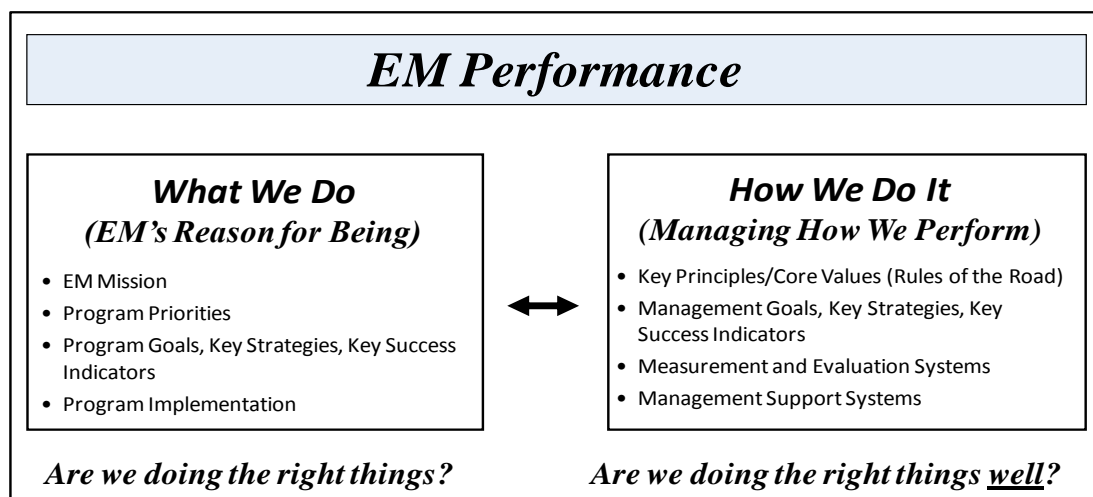 EM Performance
What We Do
(EM's Reason for Being)
• EM Mission
• Program Priorities
• Program Goals, Key Strategies, Key Success
Indicators
• Program Implementation
Are we doing the right things?
How We Do It
(Managing How We Perform)
• Key Principles/Core Values (Rules of the Road)
• Management Goals, Key Strategies, Key
Success Indicators
• Measurement and Evaluation Systems
• Management Support Systems
Are we doing the right things well?